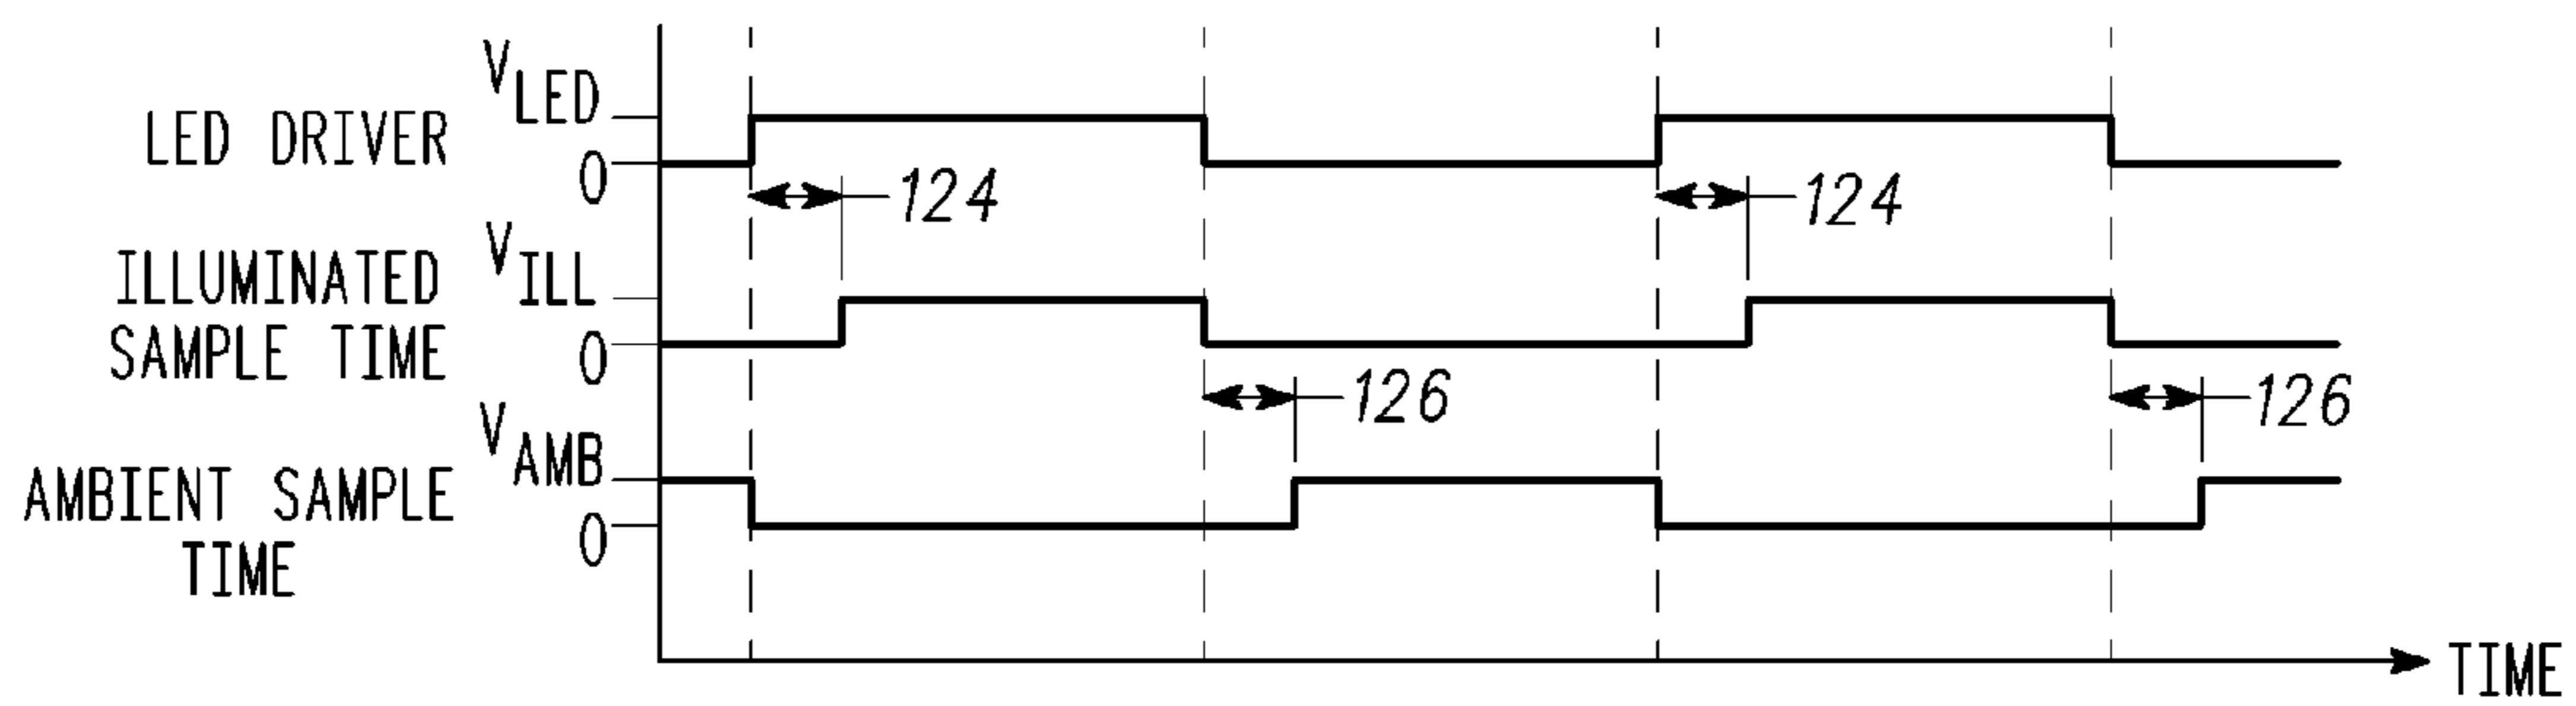 V LED
LED DRIVER
0
124
124
V ILL
ILLUMINATED
SAMPLE TIME
0
126
126
V AMB
AMBIENT SAMPLE
TIME
0
TIME